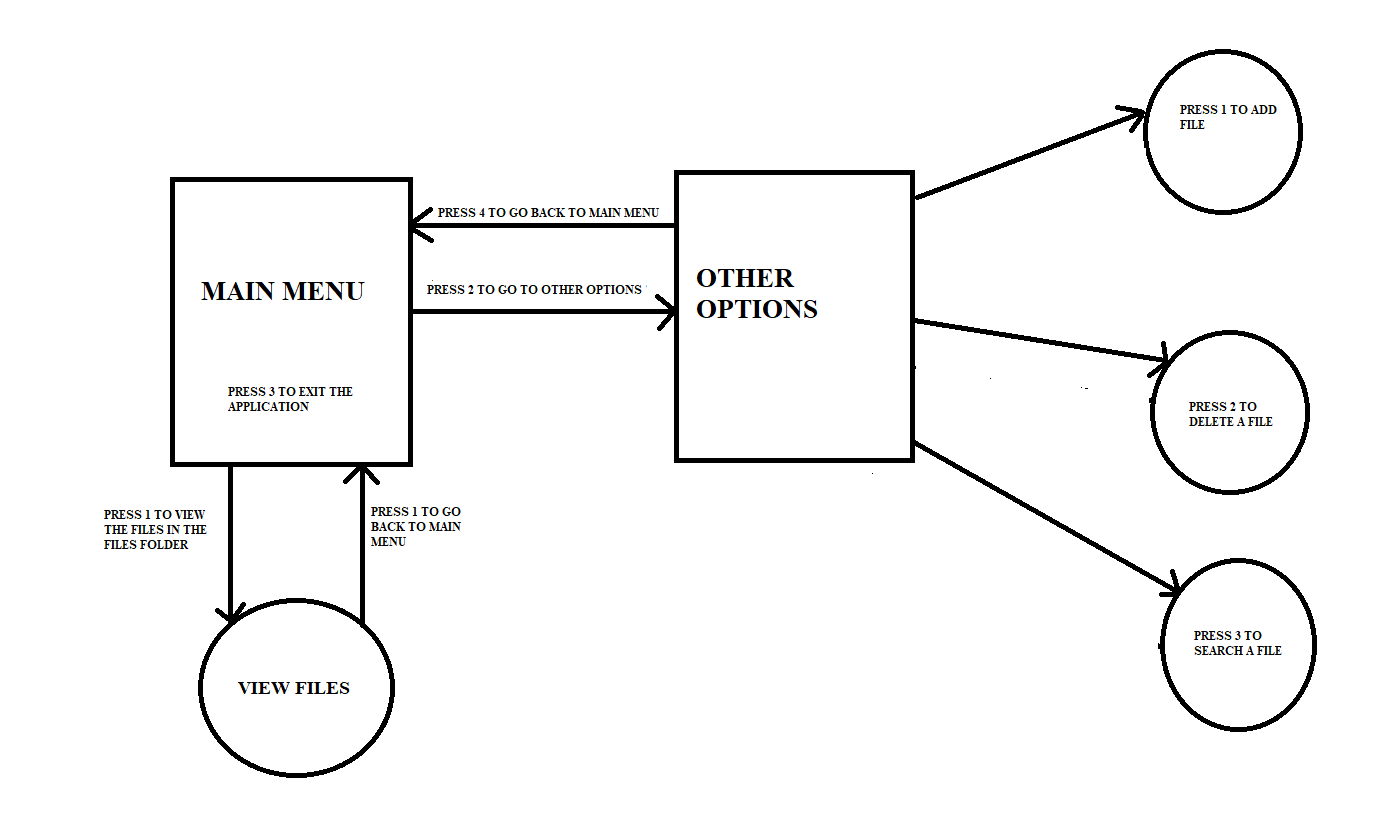 PRESS 1 TO ADD
FILE
PRESS 4 TO GO BACK TO MAIN MENU
MAIN MENU
PRESS 2 TO GO TO OTHER OPTIONS
OTHER
OPTIONS
PRESS 3 TO EXIT THE
APPLICATION
PRESS 2 TO
DELETE A FILE
PRESS 1 TO VIEW
THE FILES IN THE
FILES FOLDER
PRESS 1 TO GO
BACK TO MAIN
MENU
PRESS 3 TO
SEARCH A FILE
VIEW FILES